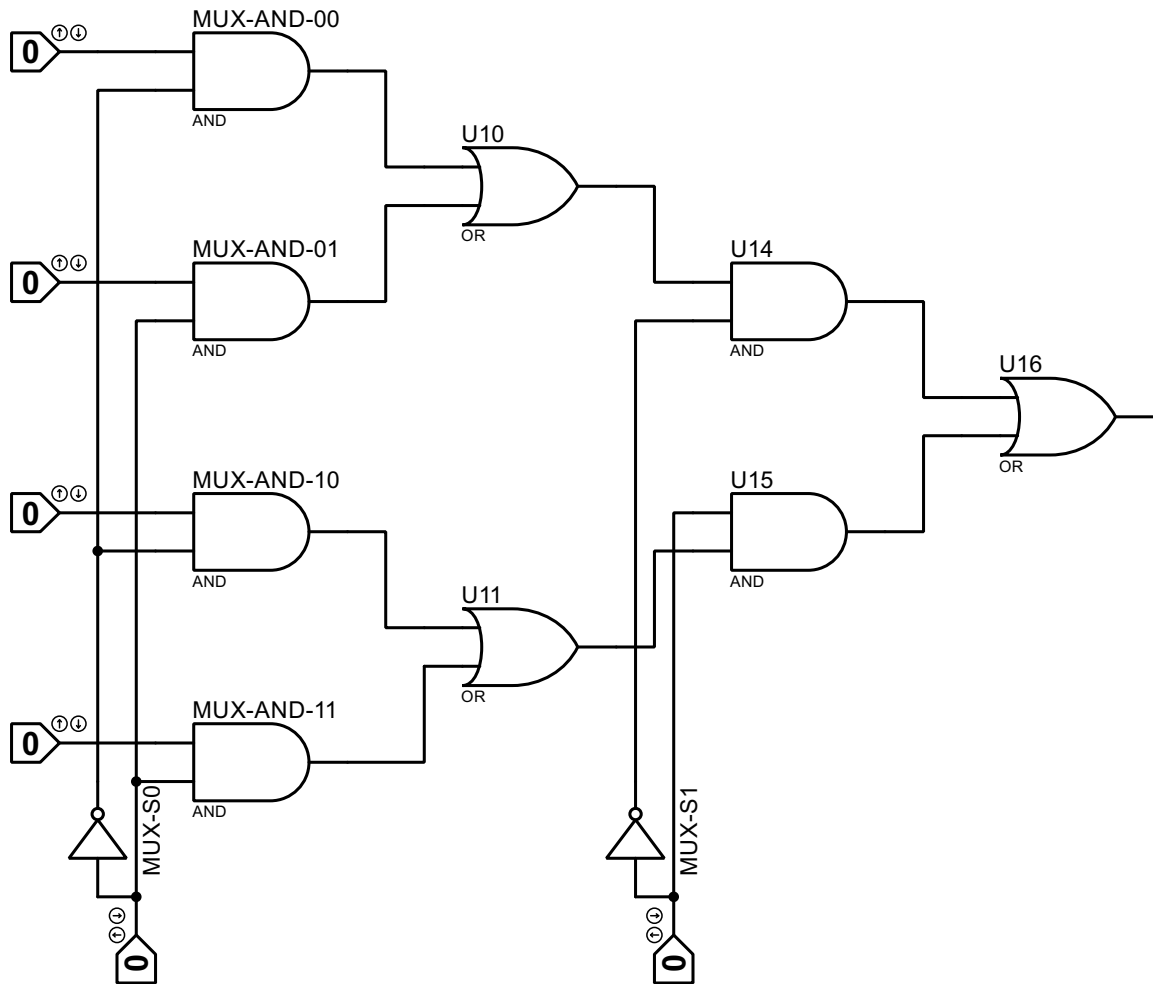 MUX-AND-00
0
AND
U10
OR
MUX-AND-01
0
AND
U14
AND
U16
OR
MUX-AND-10
0
AND
U15
AND
U11
OR
MUX-AND-11
0
AND
MUX-S0
MUX-S1
0
0